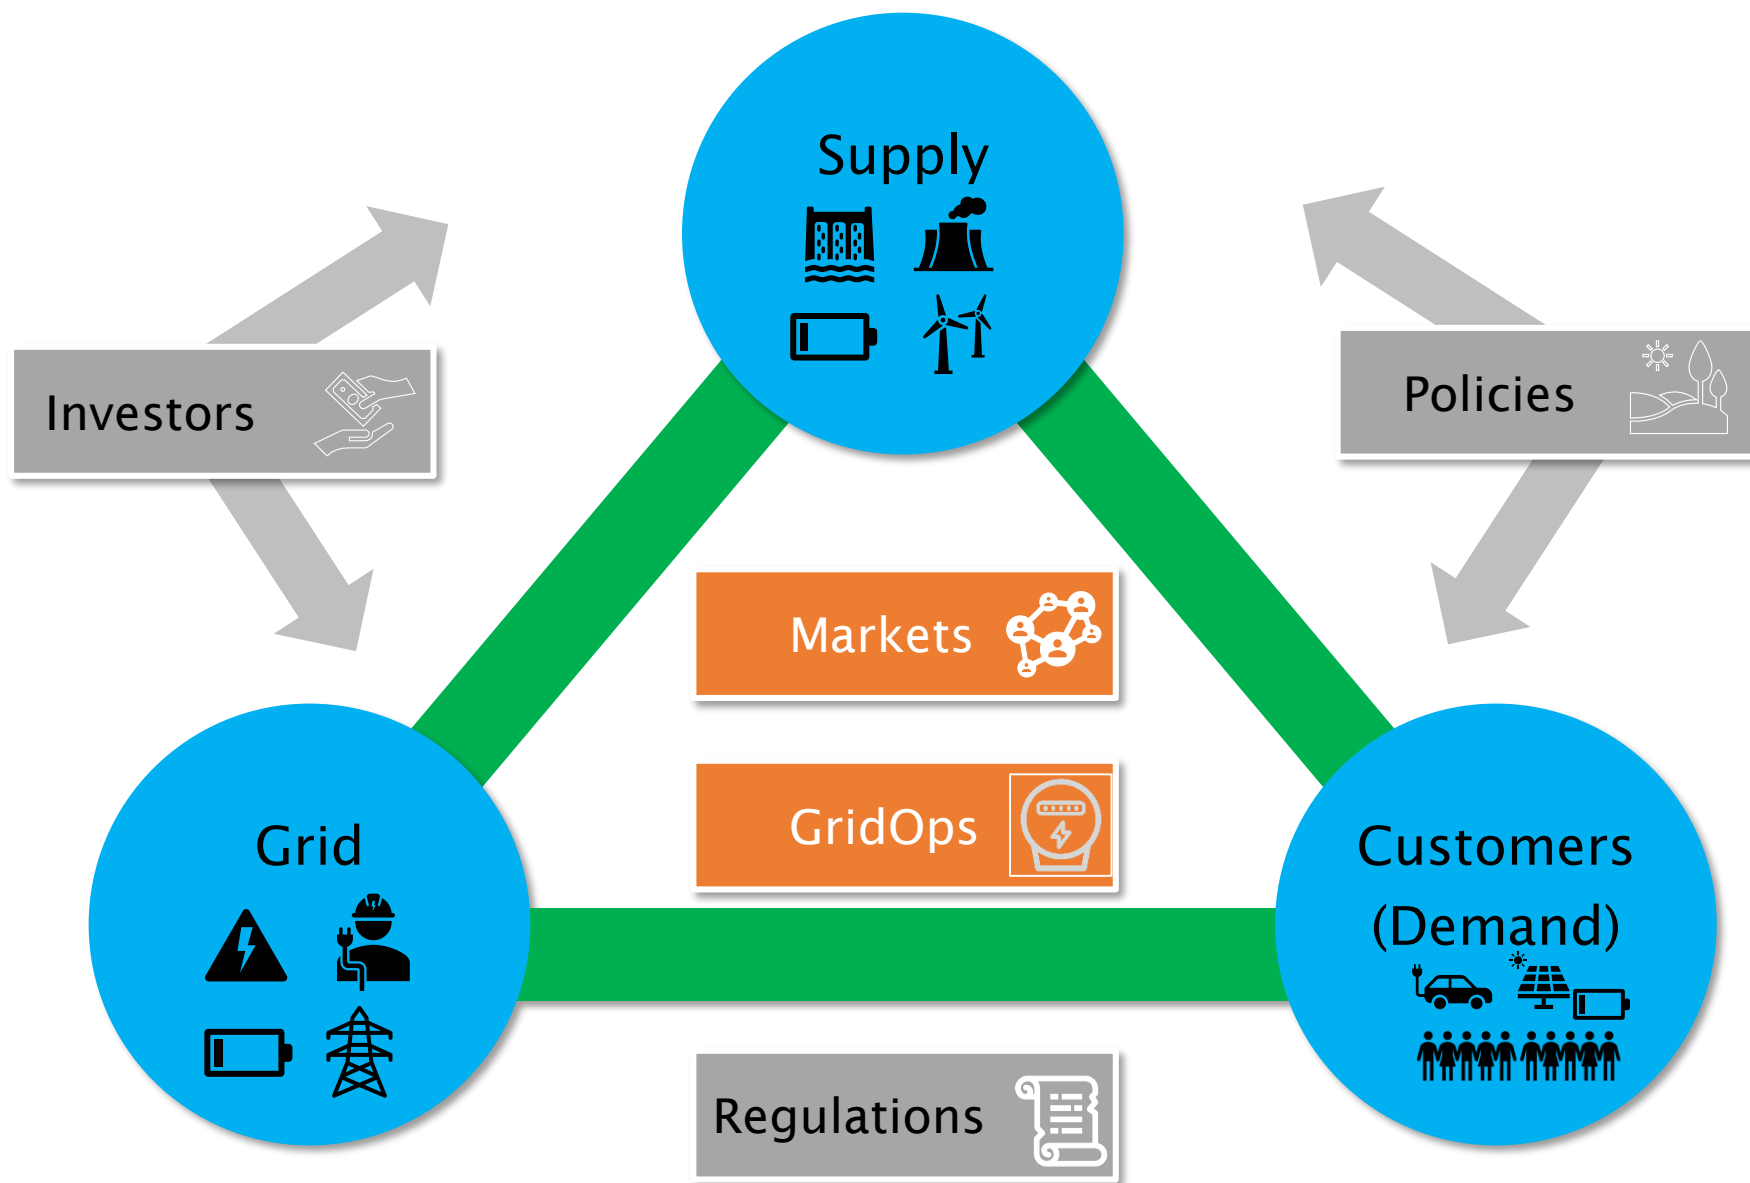 Supply
Investors
Policies
Markets
GridOps
Grid
Customers
(Demand)
Regulations